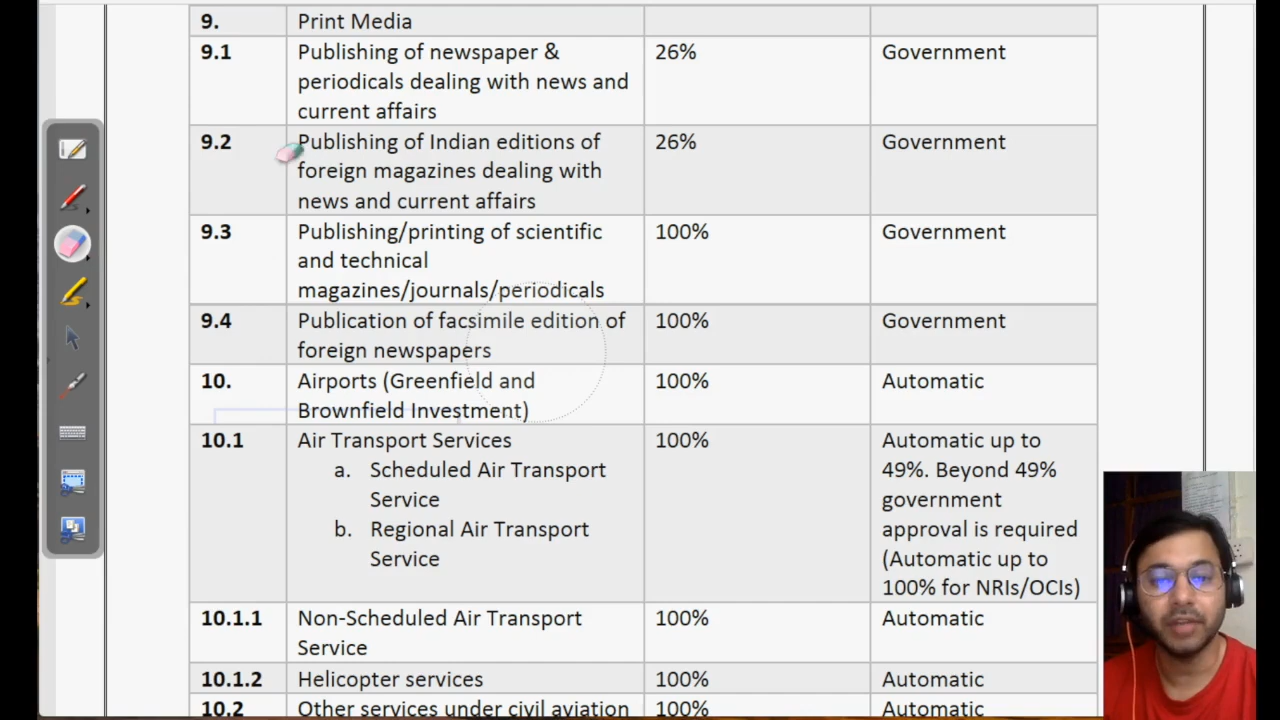 9. Print Media
9.1 Publishing of newspaper & 26% Government
periodicals dealing with news and
current affairs
9.2 Publishing of Indian editions of 26% Government
foreign magazines dealing with
news and current affairs
9.3 Publishing/printing of scientific 100% Government
and technical
magazines/journals/periodicals
9.4 Publication of facsimile edition of 100% Government
foreign newspapers
10. Airports (Greenfield and 100% Automatic
Brownfield Investment)
10.1 Air Transport Services 100% Automatic up to
a. Scheduled Air Transport 49%. Beyond 49%
Service government
b. Regional Air Transport approval is required
Service (Automatic up to
100% for NRIs/OCIs)
10.1.1 Non-Scheduled Air Transport 100% Automatic
Service
10.1.2 Helicopter services 100% Automatic
10.2 Other services under civil aviation 100% Automatic